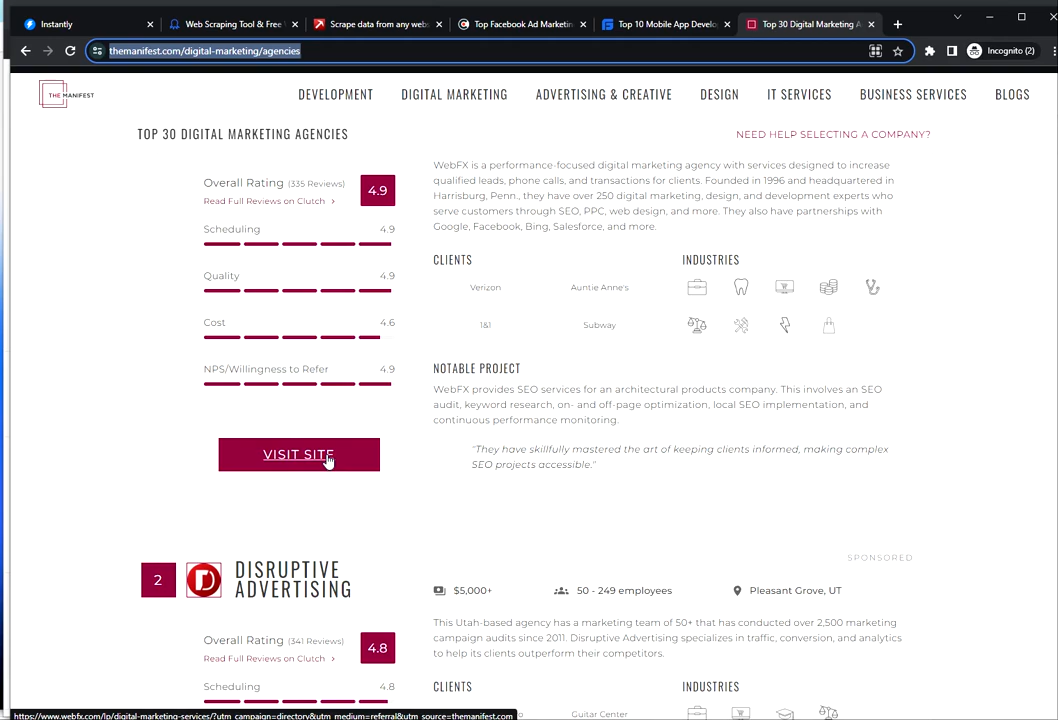 Instantly
Web Scraping Tool & Free
Scrape data from any webs
Top Facebook Ad Marketin
Top 10 Mobile App Develo
Top 30 Digital Marketing A
themanifest.com/digital-marketing/agencies
Incognito (2)
THE MANIFEST
DEVELOPMENT
DIGITAL MARKETING
ADVERTISING & CREATIVE
DESIGN
IT SERVICES
BUSINESS SERVICES
BLOGS
TOP 30 DIGITAL MARKETING AGENCIES
NEED HELP SELECTING A COMPANY?
Overall Rating (335 Reviews)
4.9
Read Full Reviews on Clutch >
Scheduling 4.9
Quality 4.9
Cost 4.6
NPS/Willingness to Refer 4.9
VISIT SITE
WebFX is a performance-focused digital marketing agency with services designed to increase
qualified leads, phone calls, and transactions for clients. Founded in 1996 and headquartered in
Harrisburg, Penn., they have over 250 digital marketing, design, and development experts who
serve customers through SEO, PPC, web design, and more. They also have partnerships with
Google, Facebook, Bing, Salesforce, and more.
CLIENTS
Verizon
Auntie Anne's
1&1
Subway
INDUSTRIES
NOTABLE PROJECT
WebFX provides SEO services for an architectural products company. This involves an SEO
audit, keyword research, on- and off-page optimization, local SEO implementation, and
continuous performance monitoring.
"They have skillfully mastered the art of keeping clients informed, making complex
SEO projects accessible."
SPONSORED
2
DISRUPTIVE
ADVERTISING
$5,000+
50 - 249 employees
Pleasant Grove, UT
Overall Rating (341 Reviews)
4.8
Read Full Reviews on Clutch >
Scheduling 4.8
This Utah-based agency has a marketing team of 50+ that has conducted over 2,500 marketing
campaign audits since 2011. Disruptive Advertising specializes in traffic, conversion, and analytics
to help its clients outperform their competitors.
CLIENTS
Guitar Center
INDUSTRIES
https://www.webfx.com/lp/digital-marketing-services/?utm_campaign=directory&utm_medium=referral&utm_source=themanifest.com